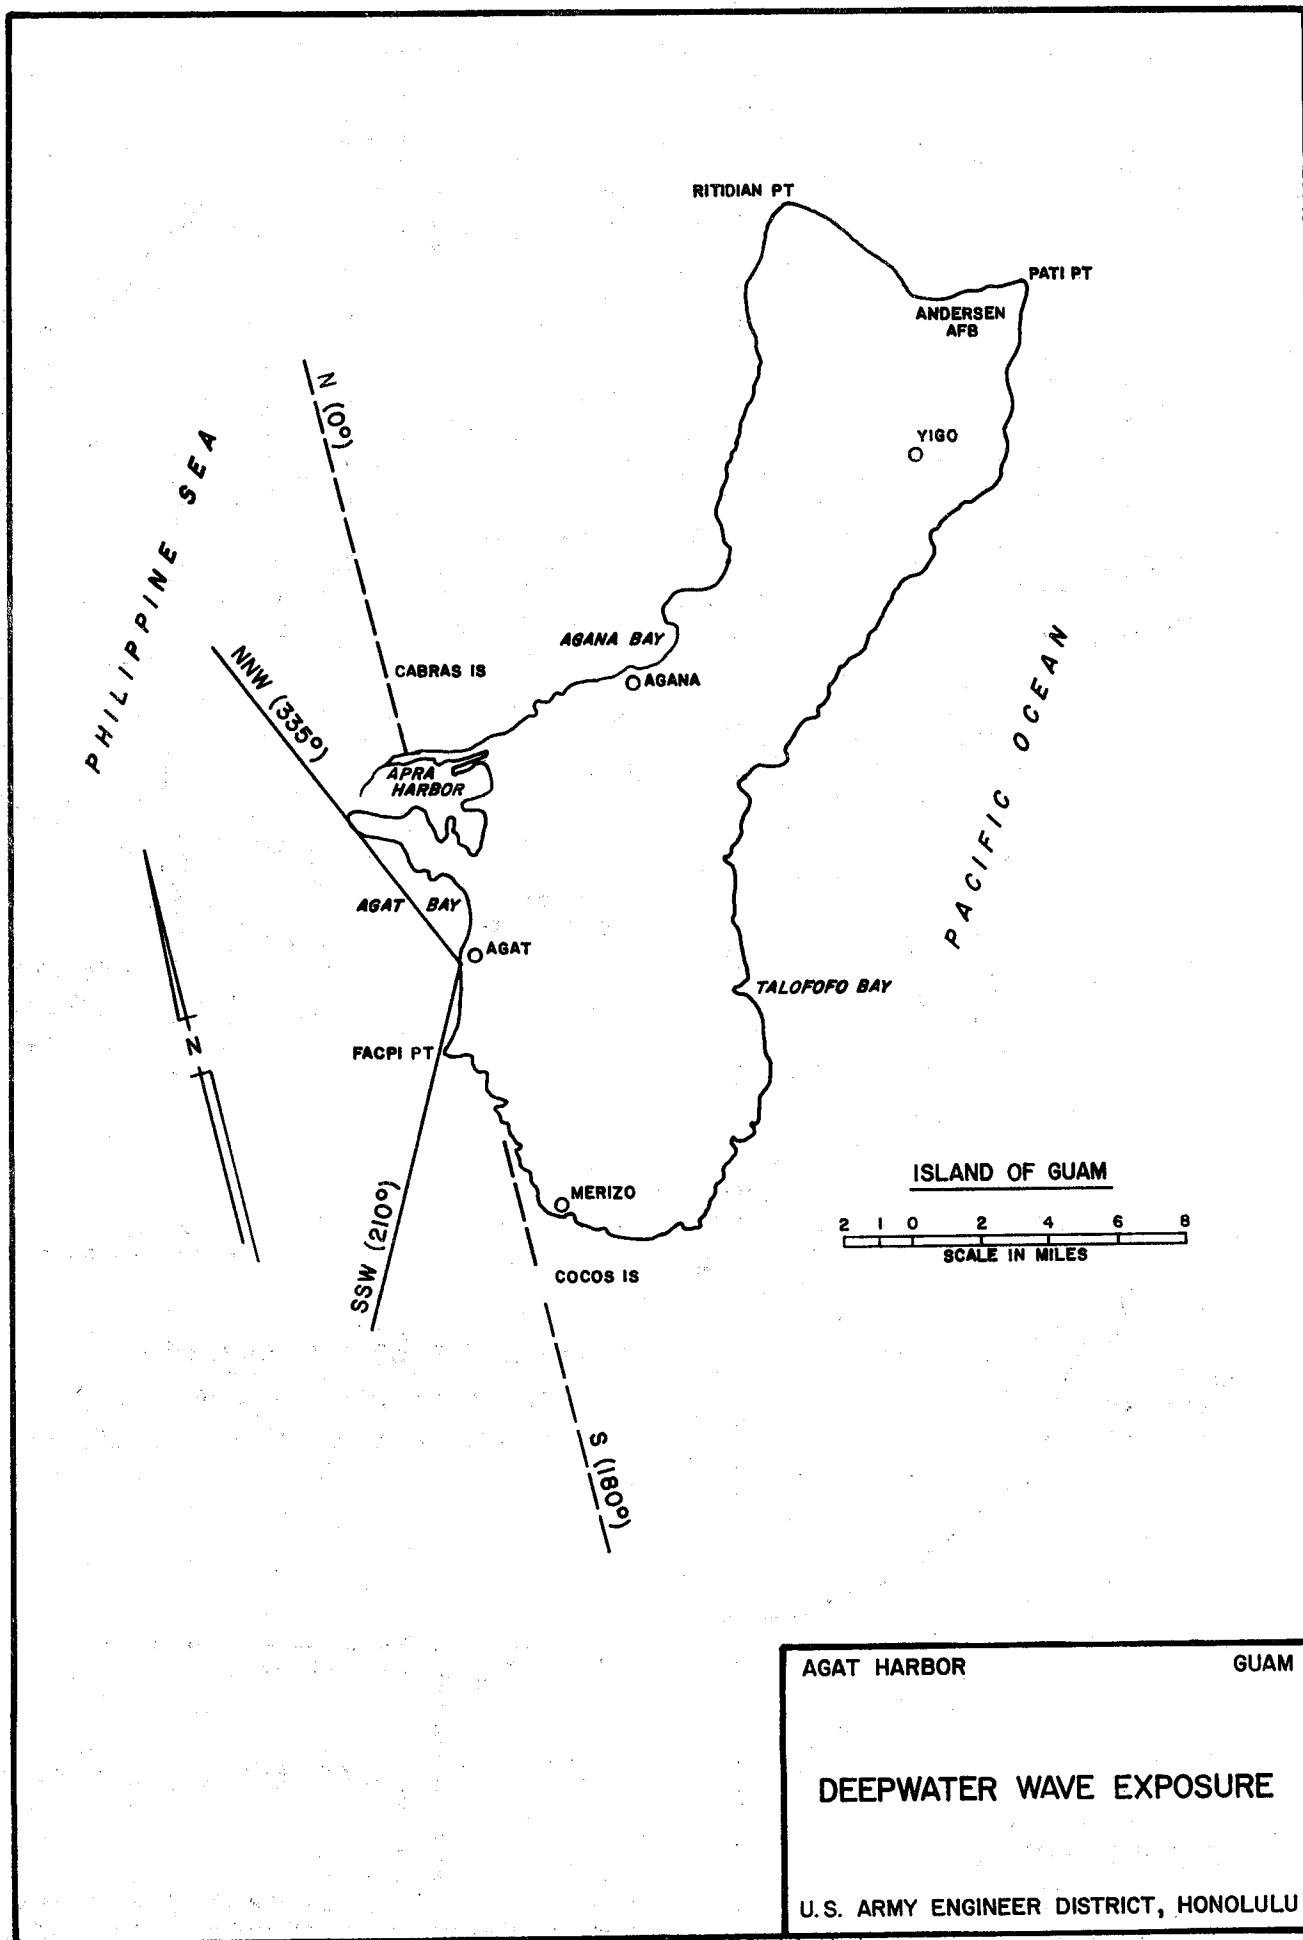 RITIDIAN PT
PATI PT
ANDERSEN
AFB
YIGO
N (0°)
PHILIPPINE SEA
AGANA BAY
NNW (335°)
CABRAS IS
AGANA
PACIFIC OCEAN
APRA
HARBOR
AGAT BAY
AGAT
TALOFOFO BAY
N
FACPI PT
ISLAND OF GUAM
MERIZO
SSW (210°)
2 1 0 2 4 6 8
SCALE IN MILES
COCOS IS
S (180°)
AGAT HARBOR GUAM
DEEPWATER WAVE EXPOSURE
U.S. ARMY ENGINEER DISTRICT, HONOLULU